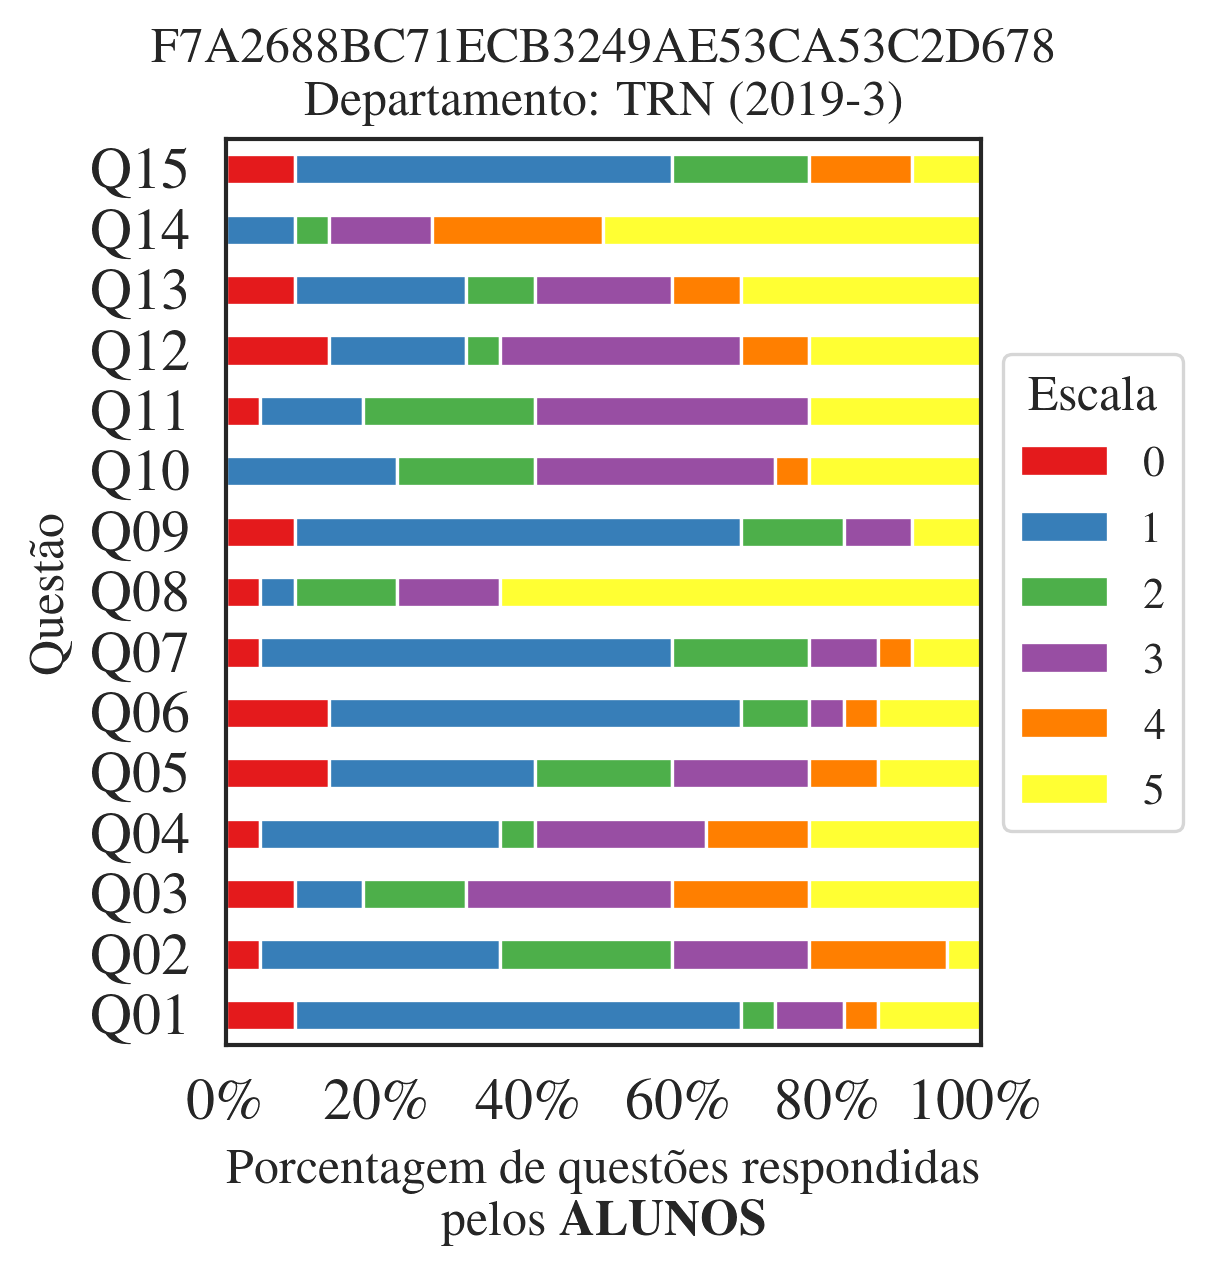 F7A2688BC71ECB3249AE53CA53C2D678
Departamento: TRN (2019-3)
Questão
Q15
Q14
Q13
Q12
Q11
Q10
Q09
Q08
Q07
Q06
Q05
Q04
Q03
Q02
Q01
0% 20% 40% 60% 80% 100%
Porcentagem de questões respondidas
pelos ALUNOS
Escala
0
1
2
3
4
5